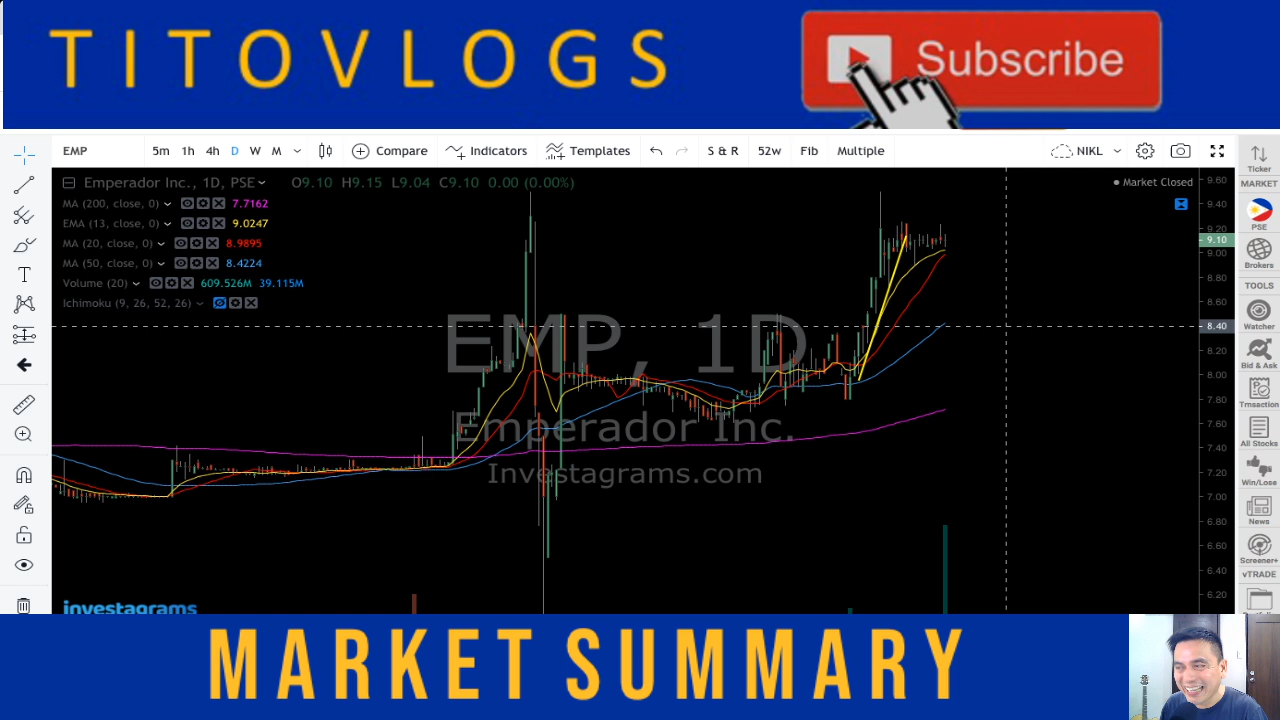 TITOVLOGS
Subscribe
EMP 5m 1h 4h D W M Compare Indicators Templates S & R 52w Fib Multiple NIKL
Ticker
Emperador Inc., 1D, PSE O9.10 H9.15 L9.04 C9.10 0.00 (0.00%)
Market Closed
MARKET
MA (200, close, 0) 7.7162
EMA (13, close, 0) 9.0247
MA (20, close, 0) 8.9895
MA (50, close, 0) 8.4224
Volume (20) 609.526M 39.115M
Ichimoku (9, 26, 52, 26)
EMP, 1D
Emperador Inc.
Investagrams.com
investagrams
9.60
9.40
9.20
9.10
9.00
8.80
8.60
8.40
8.20
8.00
7.80
7.60
7.40
7.20
7.00
6.80
6.60
6.40
6.20
PSE
Brokers
TOOLS
Watcher
Bid & Ask
Trnsaction
All Stocks
Win/Lose
News
Screener+
vTRADE
MARKET SUMMARY